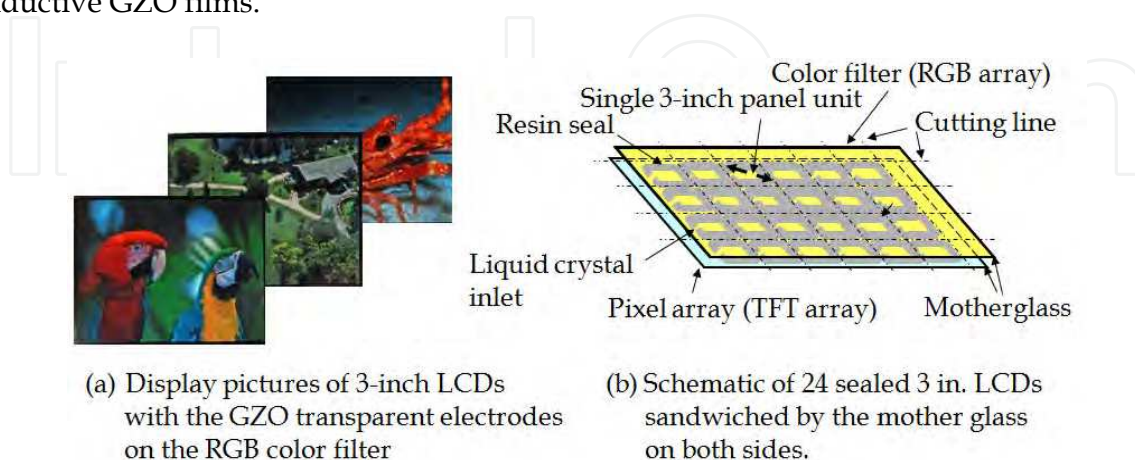 GZO films.
Color filter (RGB array)
Single 3-inch panel unit
Resin seal
Cutting line
Liquid crystal
inlet
Pixel array (TFT array)
Motherglass
(a) Display pictures of 3-inch LCDs
with the GZO transparent electrodes
on the RGB color filter
(b) Schematic of 24 sealed 3 in. LCDs
sandwiched by the mother glass
on both sides.